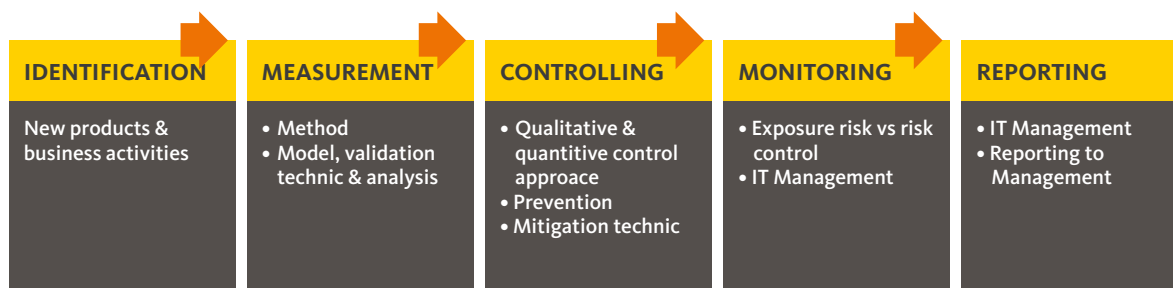 IDENTIFICATION
New products &
business activities
MEASUREMENT
• Method
• Model, validation
technic & analysis
CONTROLLING
• Qualitative &
quantitive control
approace
• Prevention
• Mitigation technic
MONITORING
• Exposure risk vs risk
control
• IT Management
REPORTING
• IT Management
• Reporting to
Management